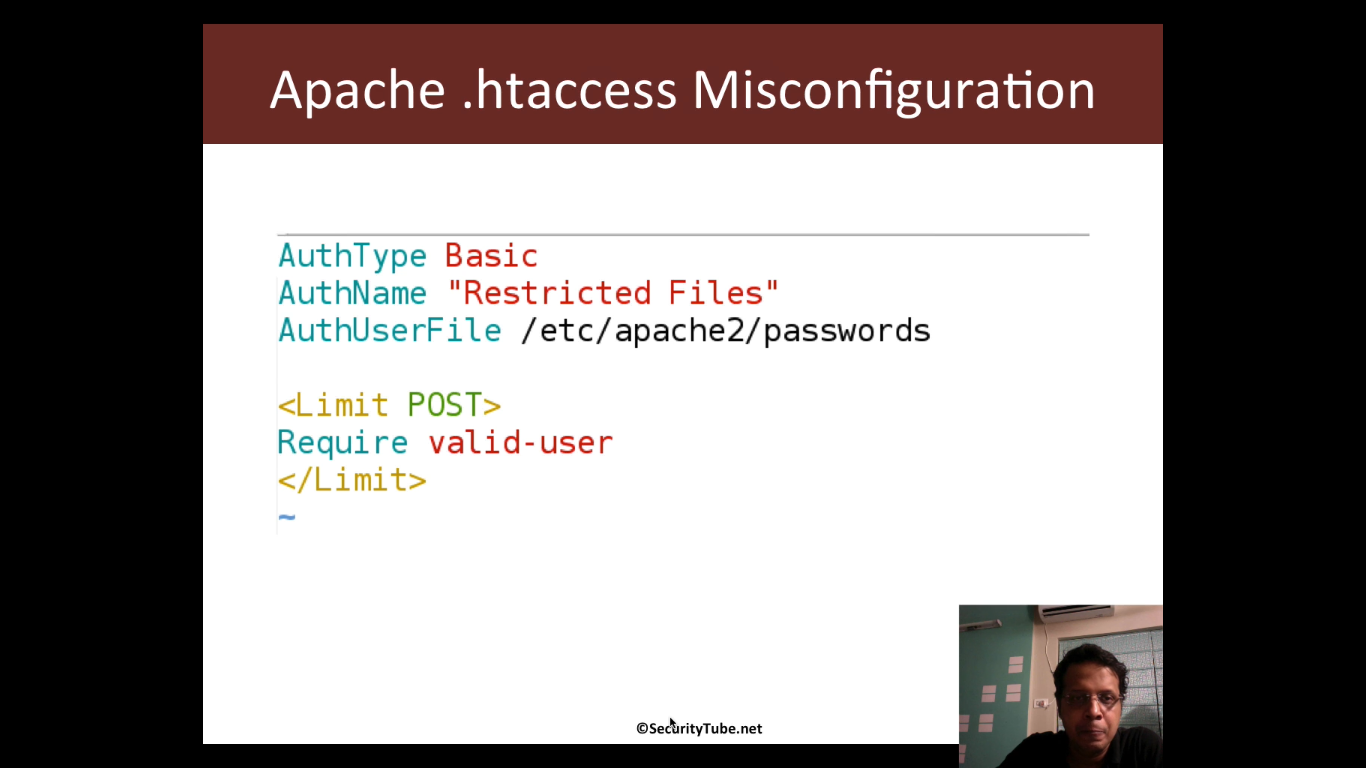 Apache .htaccess Misconfiguration
AuthType Basic
AuthName "Restricted Files"
AuthUserFile /etc/apache2/passwords
<Limit POST>
Require valid-user
</Limit>
~
©SecurityTube.net